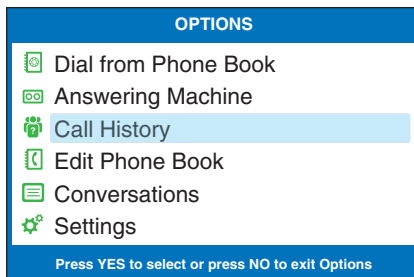 OPTIONS
Dial from Phone Book
Answering Machine
Call History
Edit Phone Book
Conversations
Settings
Press YES to select or press NO to exit Options